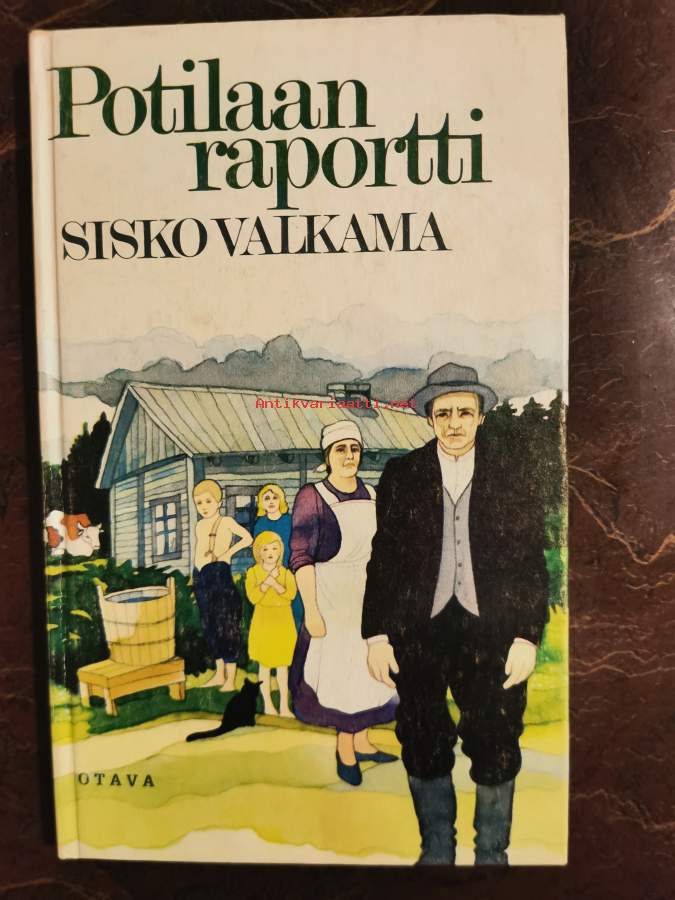 Potilaan
raportti
SISKO VALKAMA
Antikvariaatti.net
OTAVA